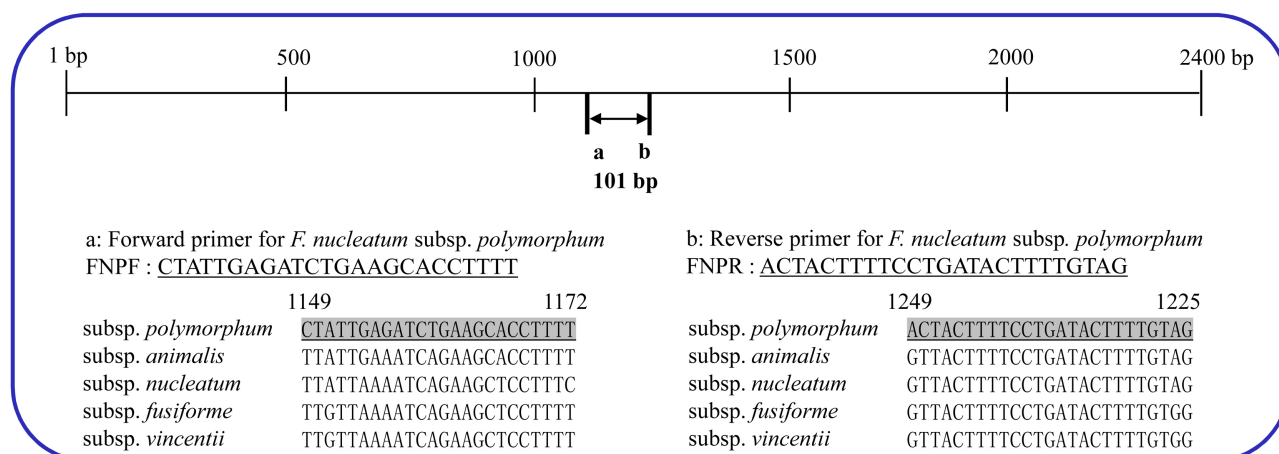 1 bp 500 1000 1500 2000 2400 bp
a b
101 bp
a: Forward primer for F. nucleatum subsp. polymorphum
FNPF : CTATTGAGATCTGAAGCACCTTTT
1149 1172
subsp. polymorphum CTATTGAGATCTGAAGCACCTTTT
subsp. animalis TTATTGAAATCAGAAGCACCTTTT
subsp. nucleatum TTATTAAAATCAGAAGCTCCTTTC
subsp. fusiforme TTGTTAAAATCAGAAGCTCCTTTT
subsp. vincentii TTGTTAAAATCAGAAGCTCCTTTT
b: Reverse primer for F. nucleatum subsp. polymorphum
FNPR : ACTACTTTTCCTGATACTTTTGTAG
1249 1225
subsp. polymorphum ACTACTTTTCCTGATACTTTTGTAG
subsp. animalis GTTACTTTTCCTGATACTTTTGTAG
subsp. nucleatum GTTACTTTTCCTGATACTTTTGTAG
subsp. fusiforme GTTACTTTTCCTGATACTTTTGTGG
subsp. vincentii GTTACTTTTCCTGATACTTTTGTGG